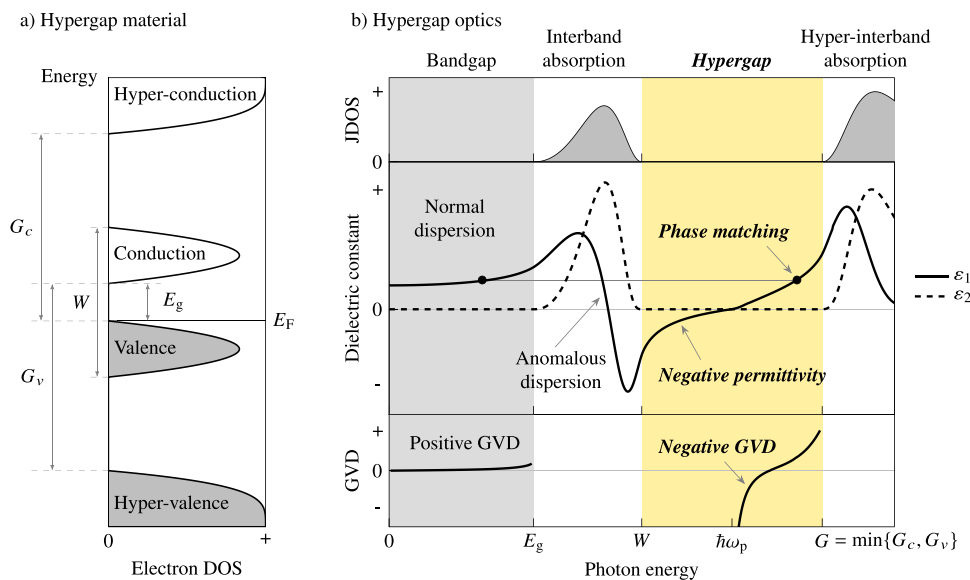 a) Hypergap material
Energy
Hyper-conduction
G_c
Conduction
W
E_g
E_F
Valence
G_v
Hyper-valence
0
+
Electron DOS
b) Hypergap optics
Bandgap
Interband
absorption
Hypergap
Hyper-interband
absorption
JDOS
+
0
Dielectric constant
+
0
-
Normal
dispersion
Anomalous
dispersion
Phase matching
Negative permittivity
ε₁
ε₂
GVD
+
0
-
Positive GVD
Negative GVD
0
E_g
W
ħω_p
G = min{G_c, G_v}
Photon energy